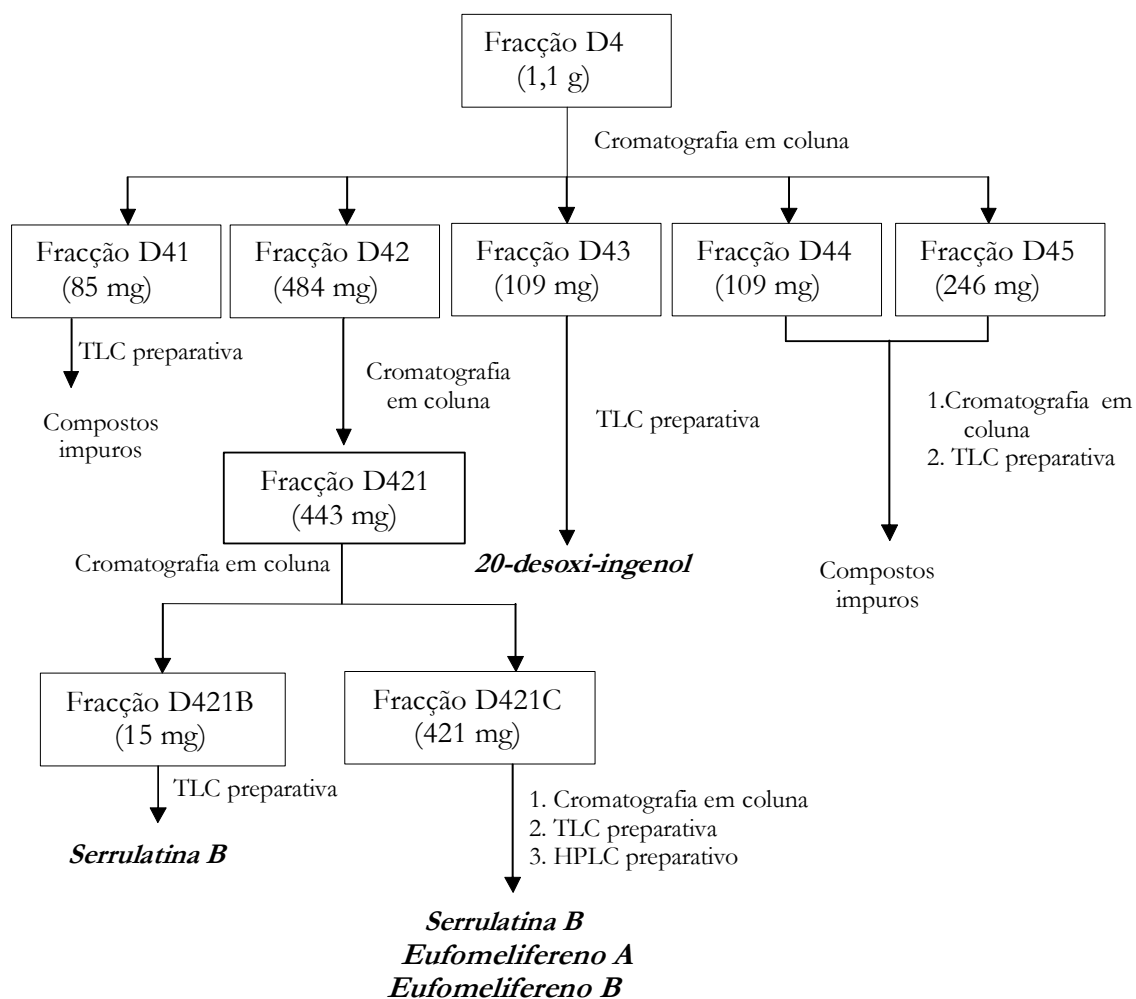 Fracção D4
(1,1 g)
Cromatografia em coluna
Fracção D41
(85 mg)
Fracção D42
(484 mg)
Fracção D43
(109 mg)
Fracção D44
(109 mg)
Fracção D45
(246 mg)
TLC preparativa
Compostos
impuros
Cromatografia
em coluna
TLC preparativa
1.Cromatografia em
coluna
2. TLC preparativa
Fracção D421
(443 mg)
Cromatografia em coluna
20-desoxi-ingenol
Compostos
impuros
Fracção D421B
(15 mg)
Fracção D421C
(421 mg)
TLC preparativa
Serrulatina B
1. Cromatografia em coluna
2. TLC preparativa
3. HPLC preparativo
Serrulatina B
Eufomelifereno A
Eufomelifereno B